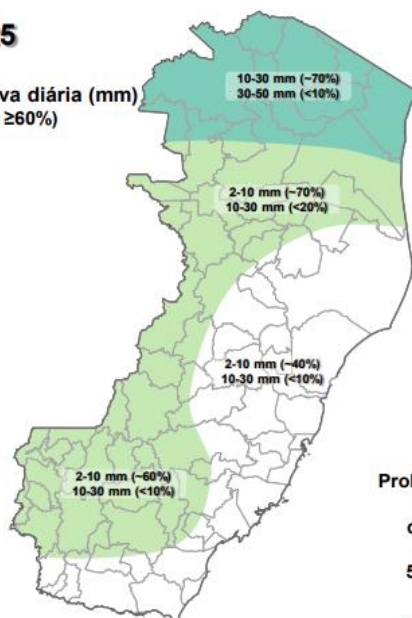 5
va diária (mm)
≥60%)
10-30 mm (~70%)
30-50 mm (<10%)
2-10 mm (~70%)
10-30 mm (<20%)
2-10 mm (~40%)
10-30 mm (<10%)
2-10 mm (~60%)
10-30 mm (<10%)
Prol
5